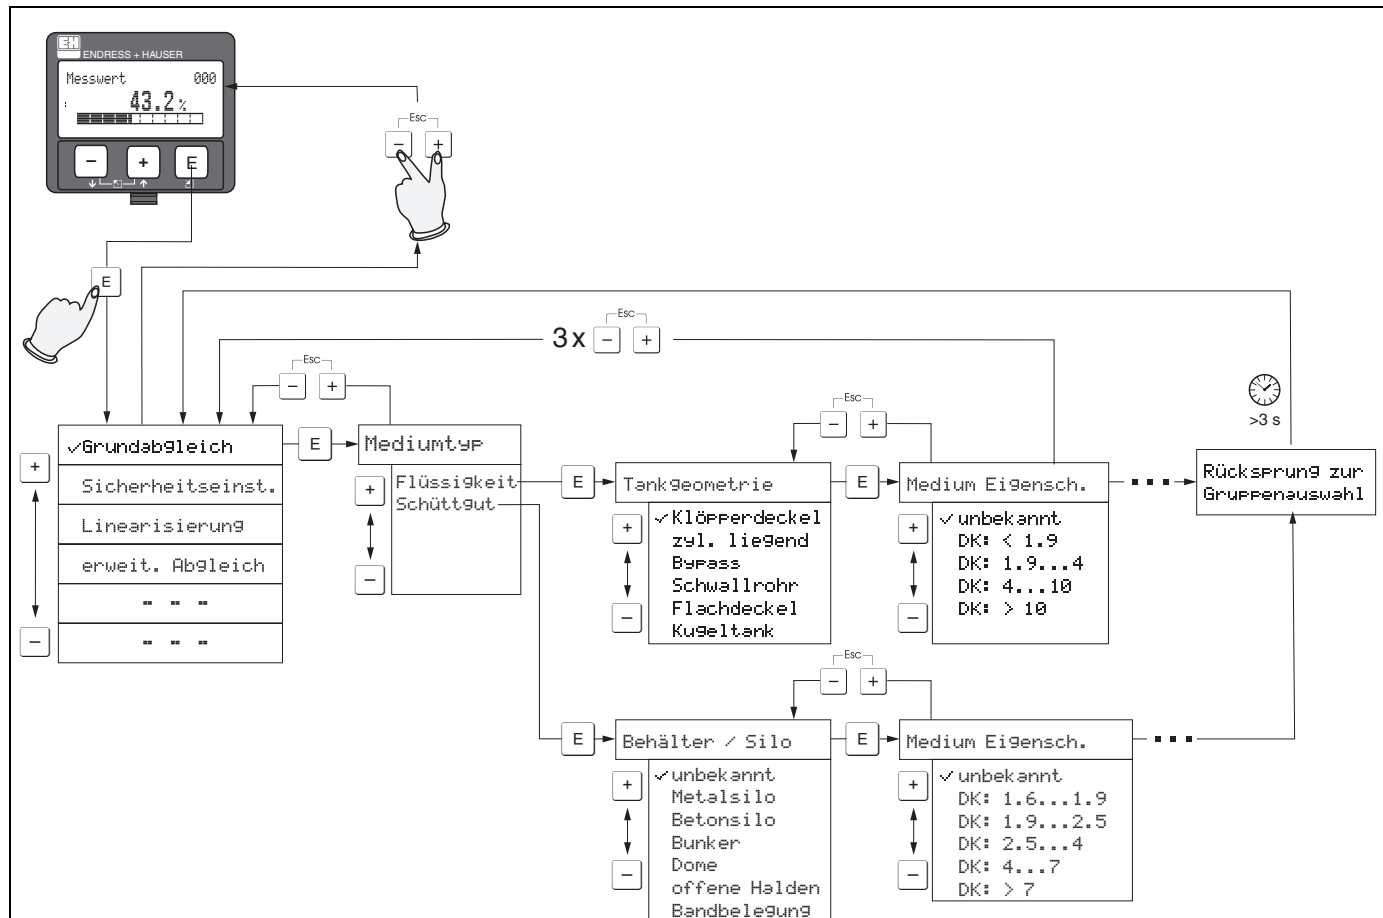 EH
ENDRESS + HAUSER
Messwert 000
43.2 %
- + E
Esc
- +
E
Esc
3x - +
Esc
- +
>3 s
Esc
- +
✓Grundabgleich
Sicherheitseinst.
Linearisierung
erweit. Abgleich
-- -- --
-- -- --
+
-
E
Mediumtyp
Flüssigkeit
Schüttgut
+
-
E
Tankgeometrie
✓Klöpperdeckel
zyl. liegend
Bypass
Schwallrohr
Flachdeckel
Kugeltank
+
-
E
Medium Eigensch.
✓unbekannt
DK: < 1.9
DK: 1.9...4
DK: 4...10
DK: > 10
+
-
Rücksprung zur
Gruppenauswahl
Esc
- +
E
Behälter / Silo
✓unbekannt
Metalsilo
Betonsilo
Bunker
Dome
offene Halden
Bandbelegung
+
-
E
Medium Eigensch.
✓unbekannt
DK: 1.6...1.9
DK: 1.9...2.5
DK: 2.5...4
DK: 4...7
DK: > 7
+
-